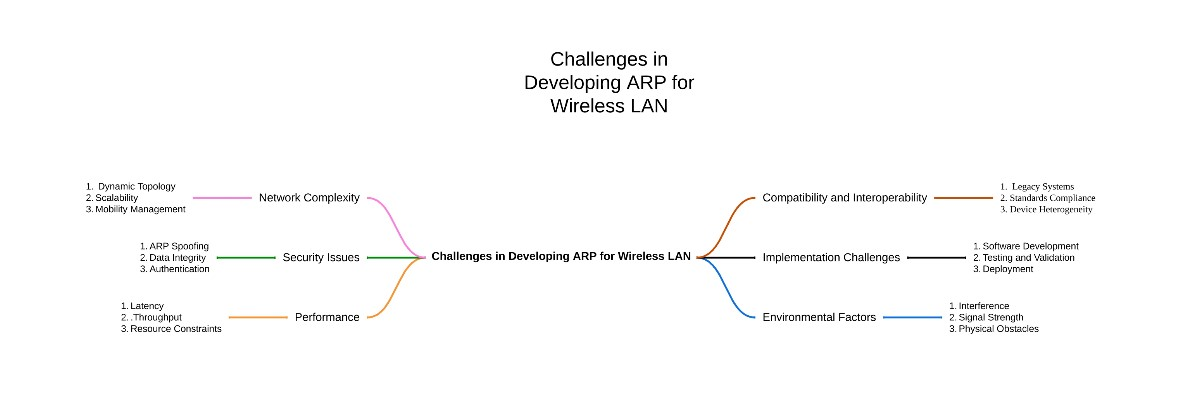 Challenges in
Developing ARP for
Wireless LAN
1. Dynamic Topology
2. Scalability
3. Mobility Management
Network Complexity
1. ARP Spoofing
2. Data Integrity
3. Authentication
Security Issues
1. Latency
2. .Throughput
3. Resource Constraints
Performance
Challenges in Developing ARP for Wireless LAN
Compatibility and Interoperability
1. Legacy Systems
2. Standards Compliance
3. Device Heterogeneity
Implementation Challenges
1. Software Development
2. Testing and Validation
3. Deployment
Environmental Factors
1. Interference
2. Signal Strength
3. Physical Obstacles